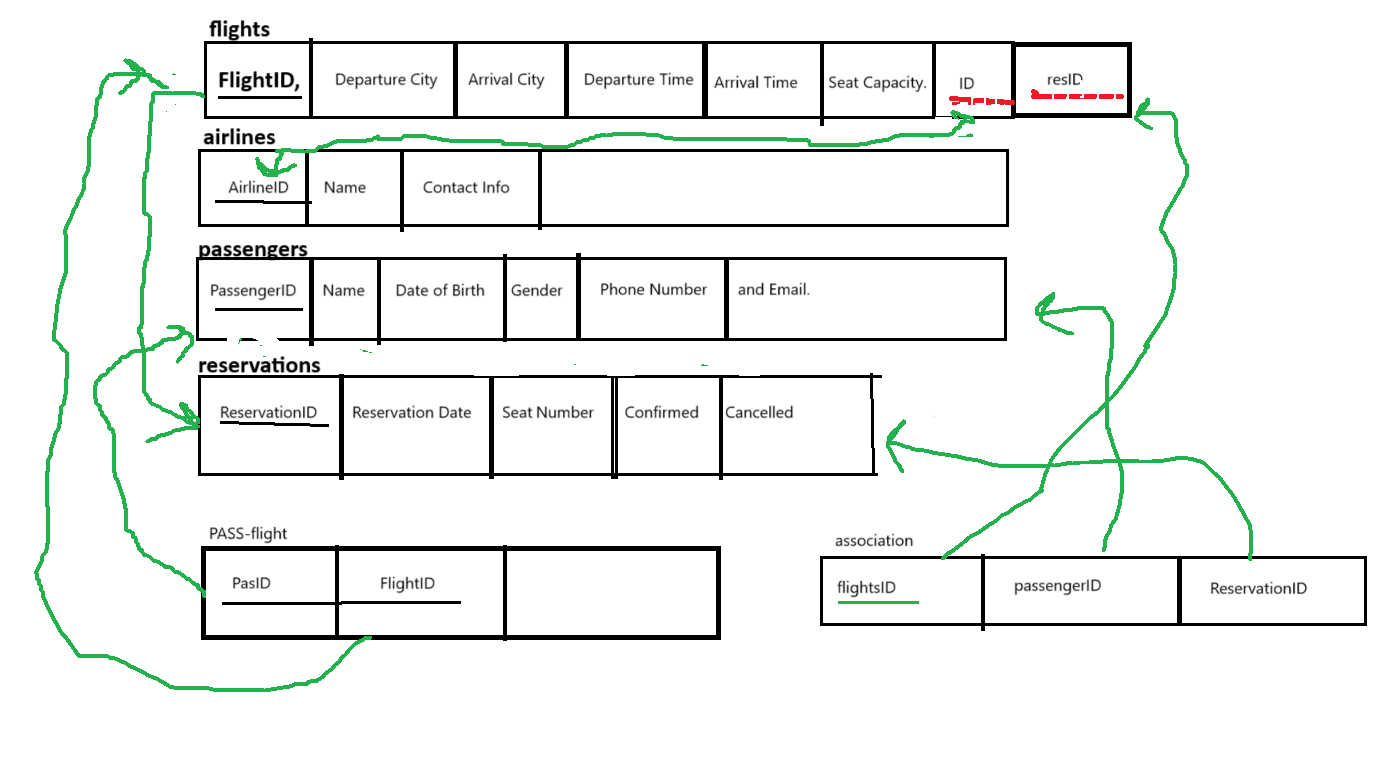 flights
FlightID, Departure City Arrival City Departure Time Arrival Time Seat Capacity. ID resID
airlines
AirlineID Name Contact Info
passengers
PassengerID Name Date of Birth Gender Phone Number and Email.
reservations
ReservationID Reservation Date Seat Number Confirmed Cancelled
PASS-flight
PasID FlightID
association
flightsID passengerID ReservationID